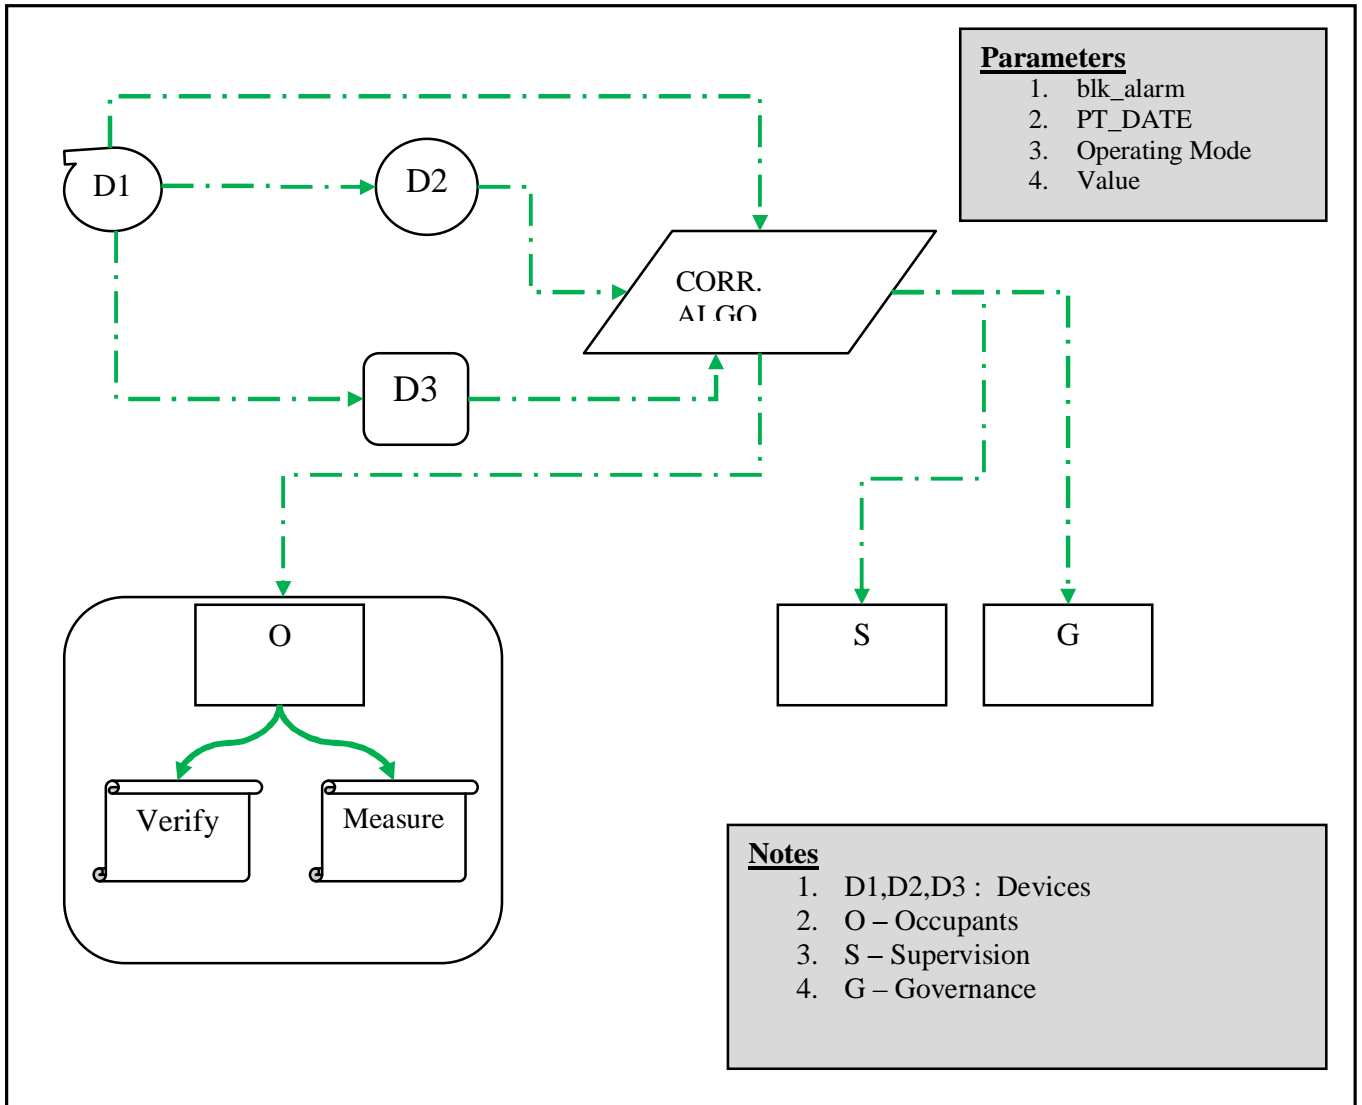 Parameters
1. blk_alarm
2. PT_DATE
3. Operating Mode
4. Value
D1
D2
CORR.
ALGO
D3
O
S
G
Verify
Measure
Notes
1. D1,D2,D3 : Devices
2. O – Occupants
3. S – Supervision
4. G – Governance